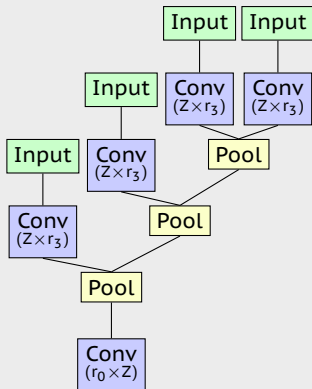 Input Input
Input
Conv
(Z×r₃)
Conv
(Z×r₃)
Input
Conv
(Z×r₃)
Pool
Conv
(Z×r₃)
Pool
Pool
Conv
(r₀×Z)